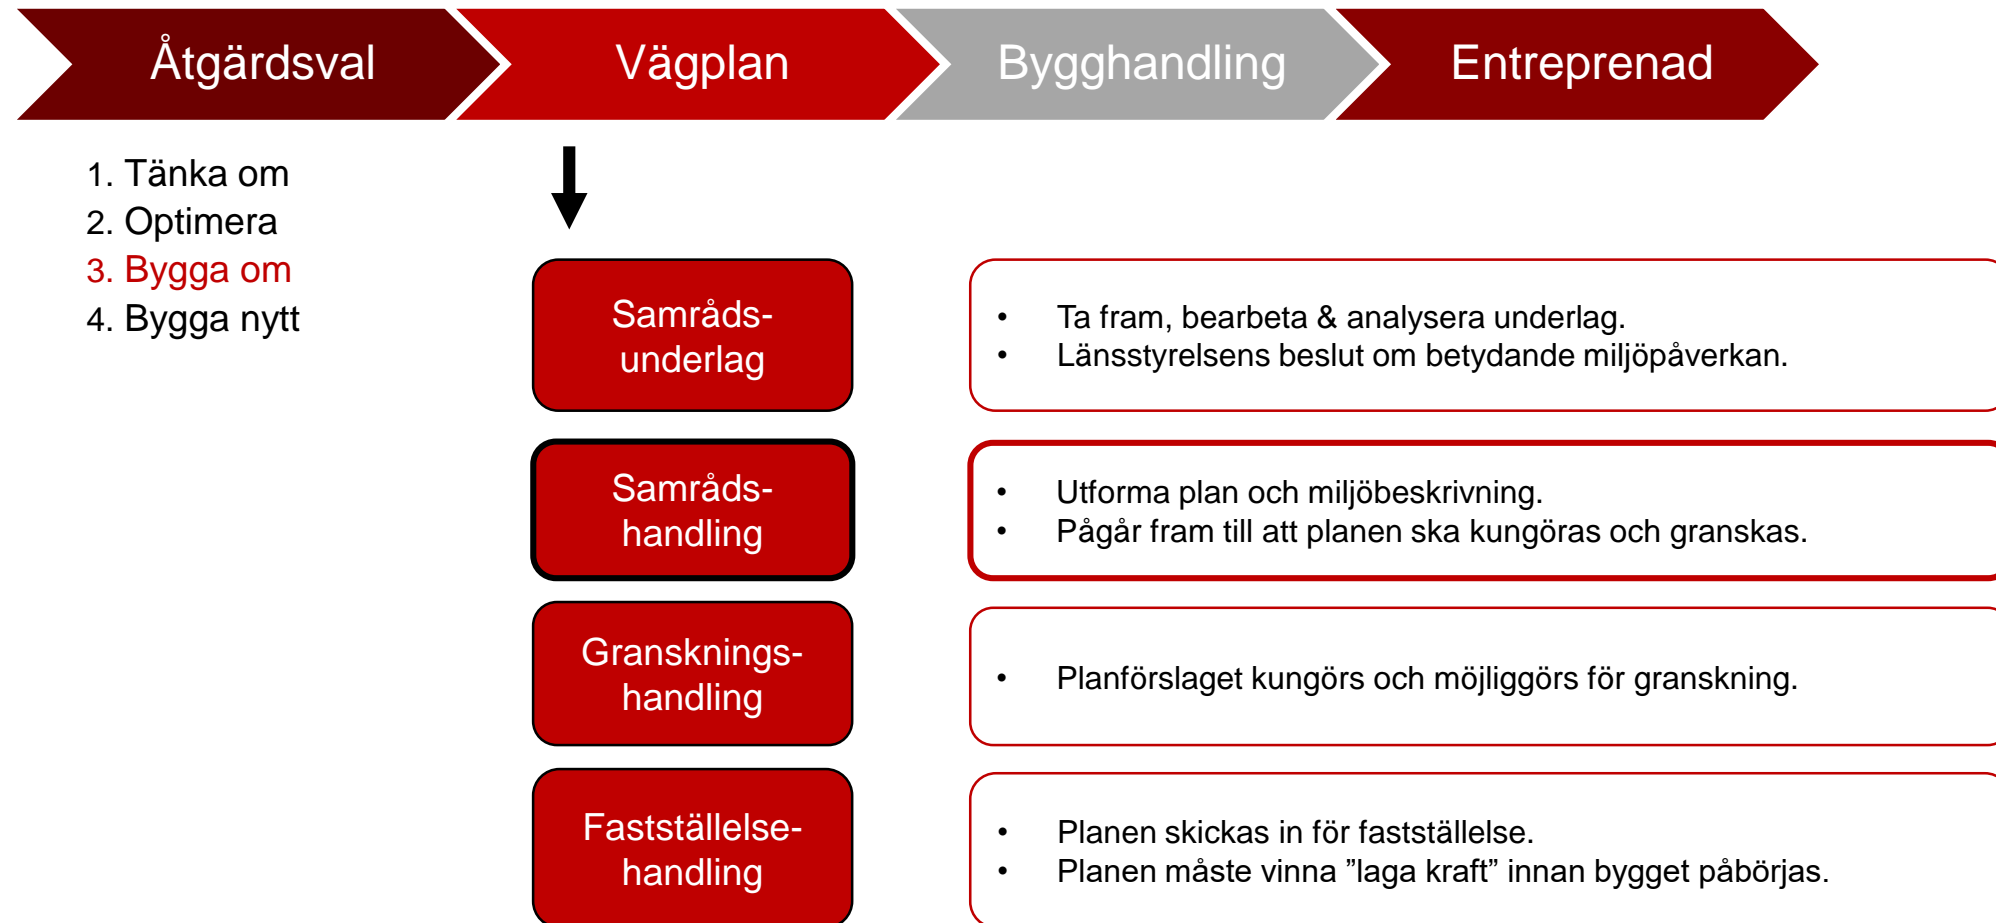 Åtgärdsval
Vägplan
Bygghandling
Entreprenad
1. Tänka om
2. Optimera
3. Bygga om
4. Bygga nytt
Samråds-
underlag
• Ta fram, bearbeta & analysera underlag.
• Länsstyrelsens beslut om betydande miljöpåverkan.
Samråds-
handling
• Utforma plan och miljöbeskrivning.
• Pågår fram till att planen ska kungöras och granskas.
Gransknings-
handling
• Planförslaget kungörs och möjliggörs för granskning.
Fastställelse-
handling
• Planen skickas in för fastställelse.
• Planen måste vinna ”laga kraft” innan bygget påbörjas.